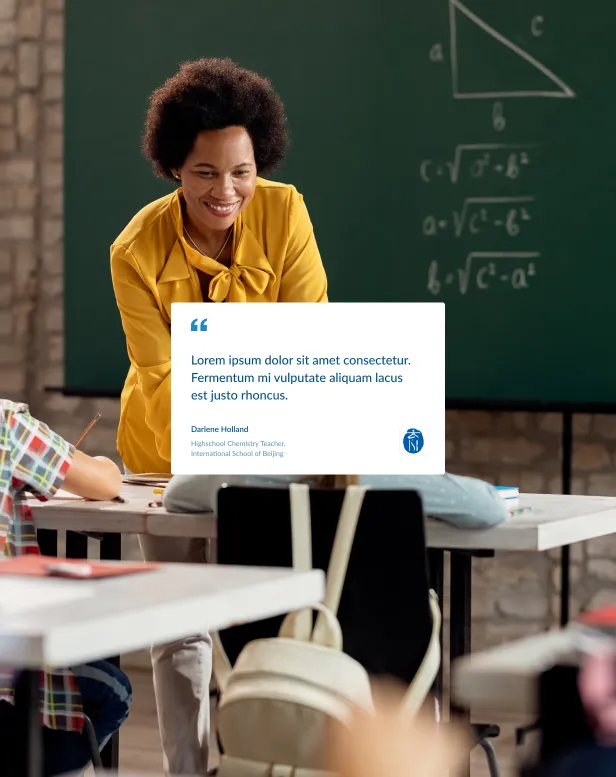 c
a
b
c=√a²+b²
a=√c²-b²
b=√c²-a²
“
Lorem ipsum dolor sit amet consectetur.
Fermentum mi vulputate aliquam lacus
est justo rhoncus.
Darlene Holland
Highschool Chemistry Teacher,
International School of Beijing